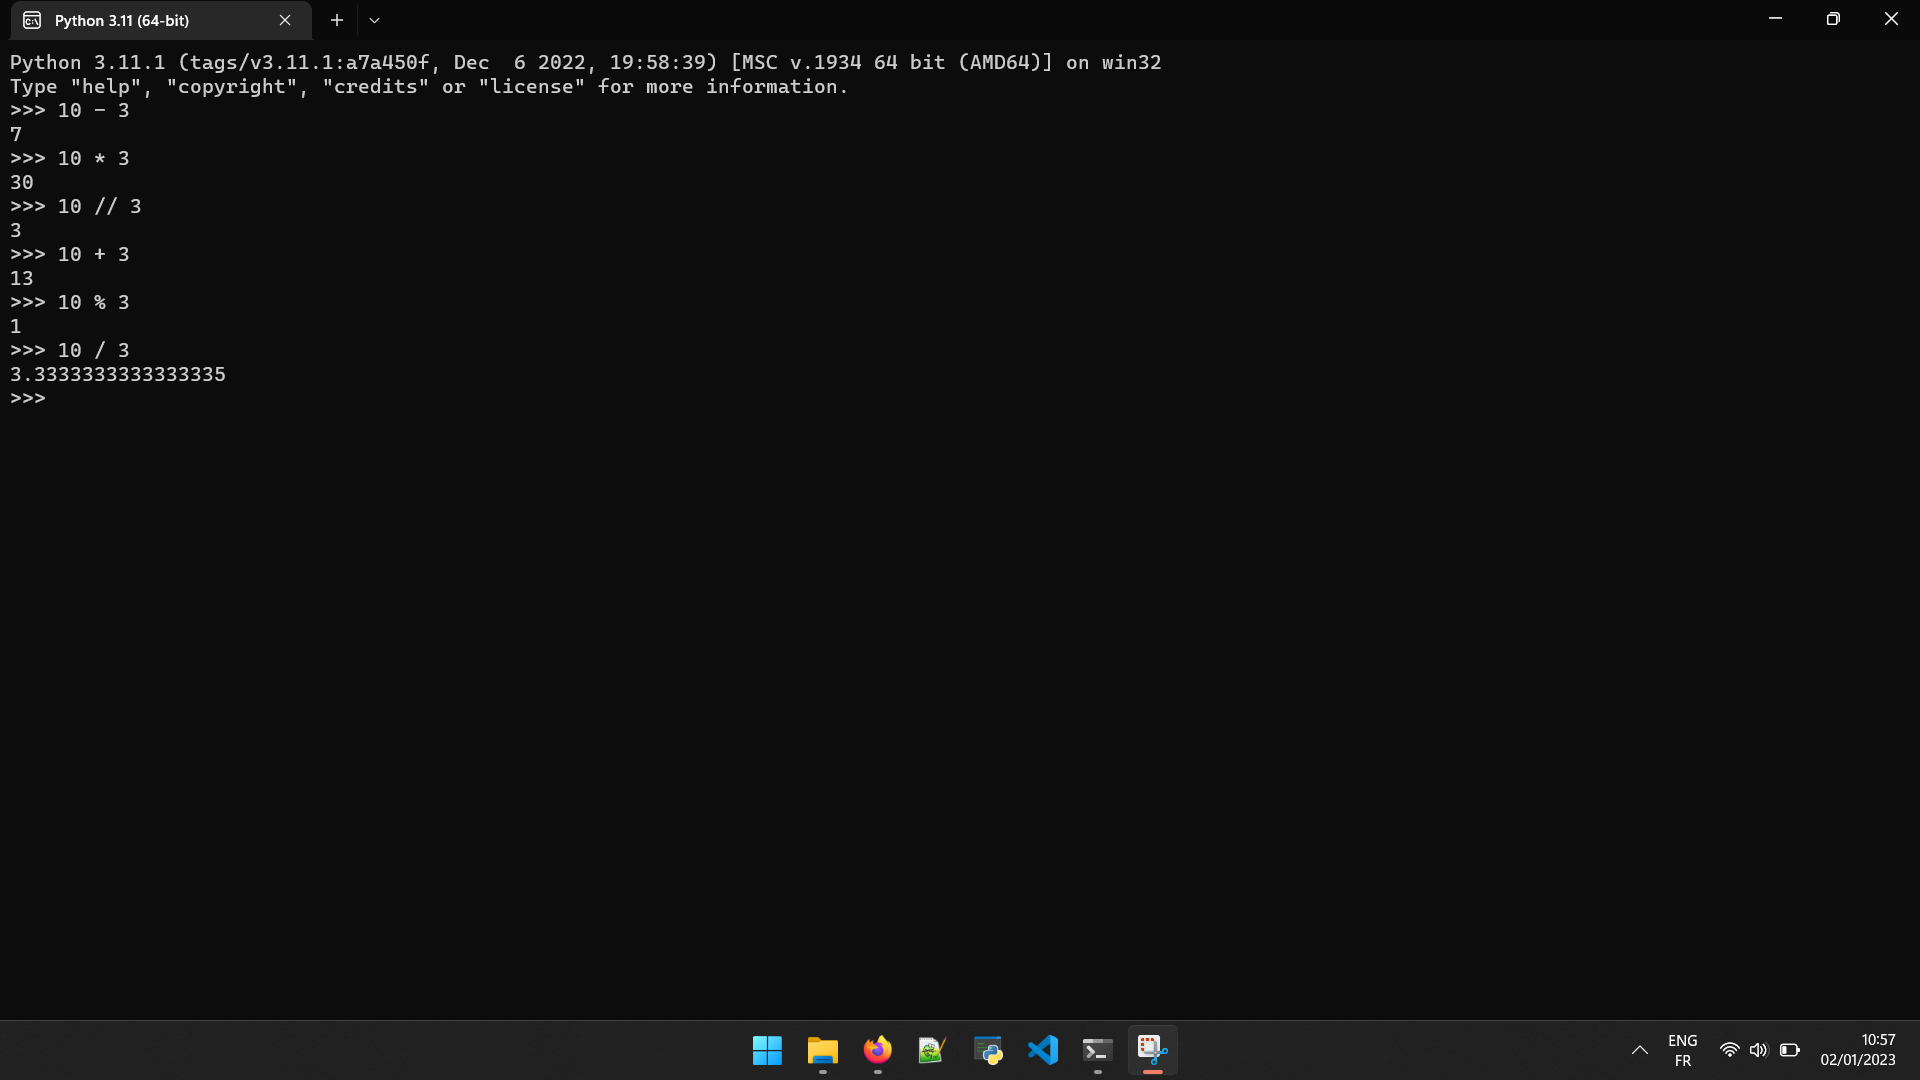 Python 3.11 (64-bit)
Python 3.11.1 (tags/v3.11.1:a7a450f, Dec  6 2022, 19:58:39) [MSC v.1934 64 bit (AMD64)] on win32
Type "help", "copyright", "credits" or "license" for more information.
>>> 10 - 3
7
>>> 10 * 3
30
>>> 10 // 3
3
>>> 10 + 3
13
>>> 10 % 3
1
>>> 10 / 3
3.3333333333333335
>>>
ENG
FR
10:57
02/01/2023